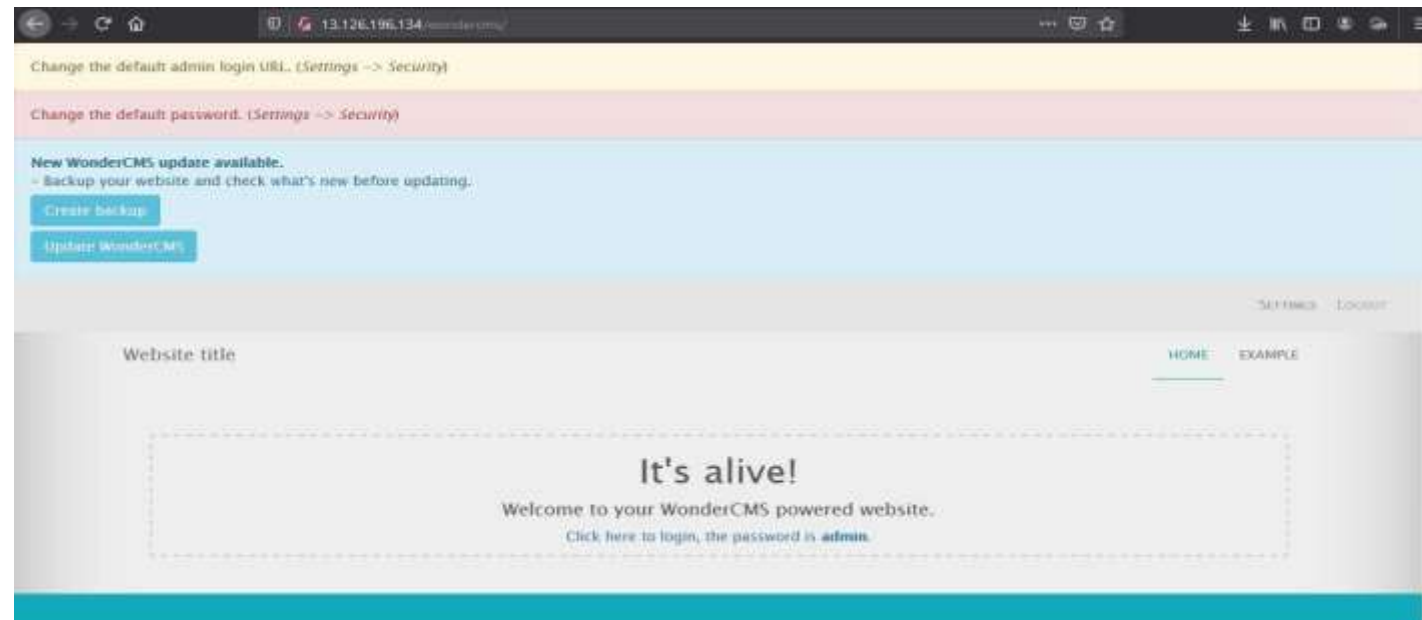 13.126.196.134/wondercms/
Change the default admin login URL. (Settings -> Security)
Change the default password. (Settings -> Security)
New WonderCMS update available.
- Backup your website and check what's new before updating.
Create backup
Update WonderCMS
SETTINGS LOGOUT
Website title HOME EXAMPLE
It's alive!
Welcome to your WonderCMS powered website.
Click here to login, the password is admin.